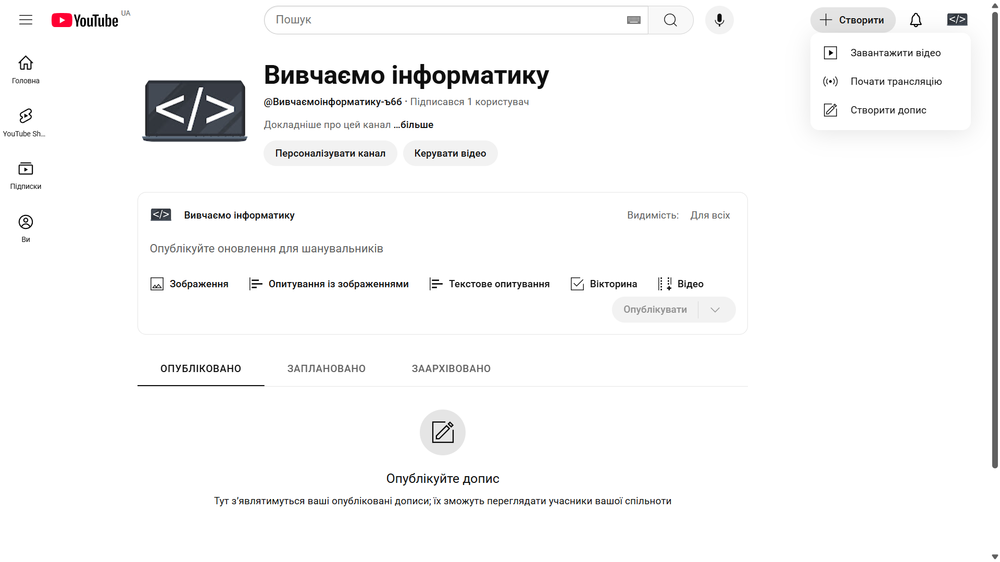 YouTube UA
Пошук
Створити
</>
Завантажити відео
Почати трансляцію
Створити допис
Головна
YouTube Sh...
Підписки
Ви
</>
Вивчаємо інформатику
@Вивчаємоінформатику-ъ6б · Підписався 1 користувач
Докладніше про цей канал ...більше
Персоналізувати канал
Керувати відео
</>
Вивчаємо інформатику
Видимість: Для всіх
Опублікуйте оновлення для шанувальників
Зображення
Опитування із зображеннями
Текстове опитування
Вікторина
Відео
Опублікувати
ОПУБЛІКОВАНО
ЗАПЛАНОВАНО
ЗААРХІВОВАНО
Опублікуйте допис
Тут з’являтимуться ваші опубліковані дописи; їх зможуть переглядати учасники вашої спільноти